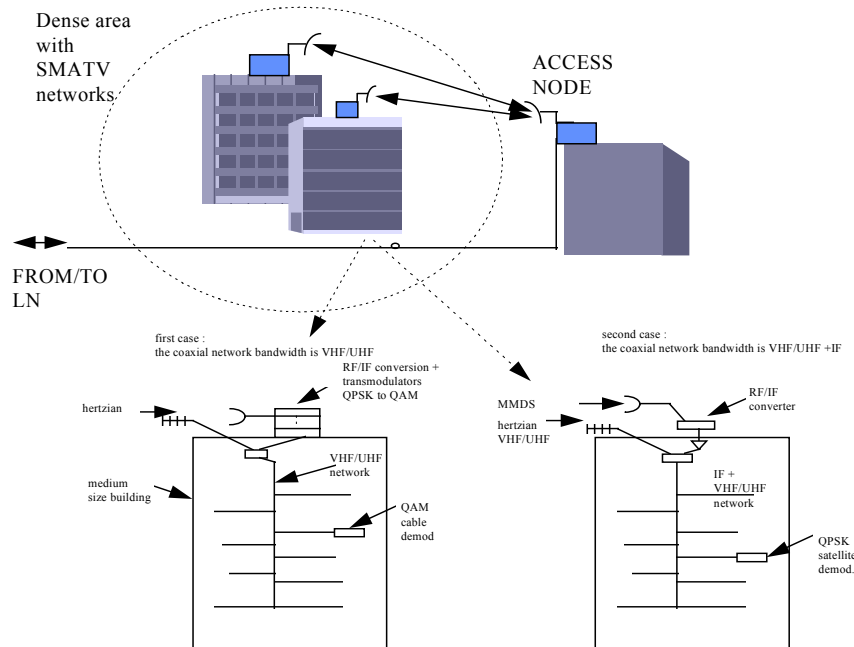 Dense area
with
SMATV
networks
ACCESS
NODE
FROM/TO
LN
first case :
the coaxial network bandwidth is VHF/UHF
RF/IF conversion +
transmodulators
QPSK to QAM
hertzian
VHF/UHF
network
medium
size building
QAM
cable
demod
second case :
the coaxial network bandwidth is VHF/UHF +IF
MMDS
hertzian
VHF/UHF
RF/IF
converter
IF +
VHF/UHF
network
QPSK
satellite
demod.